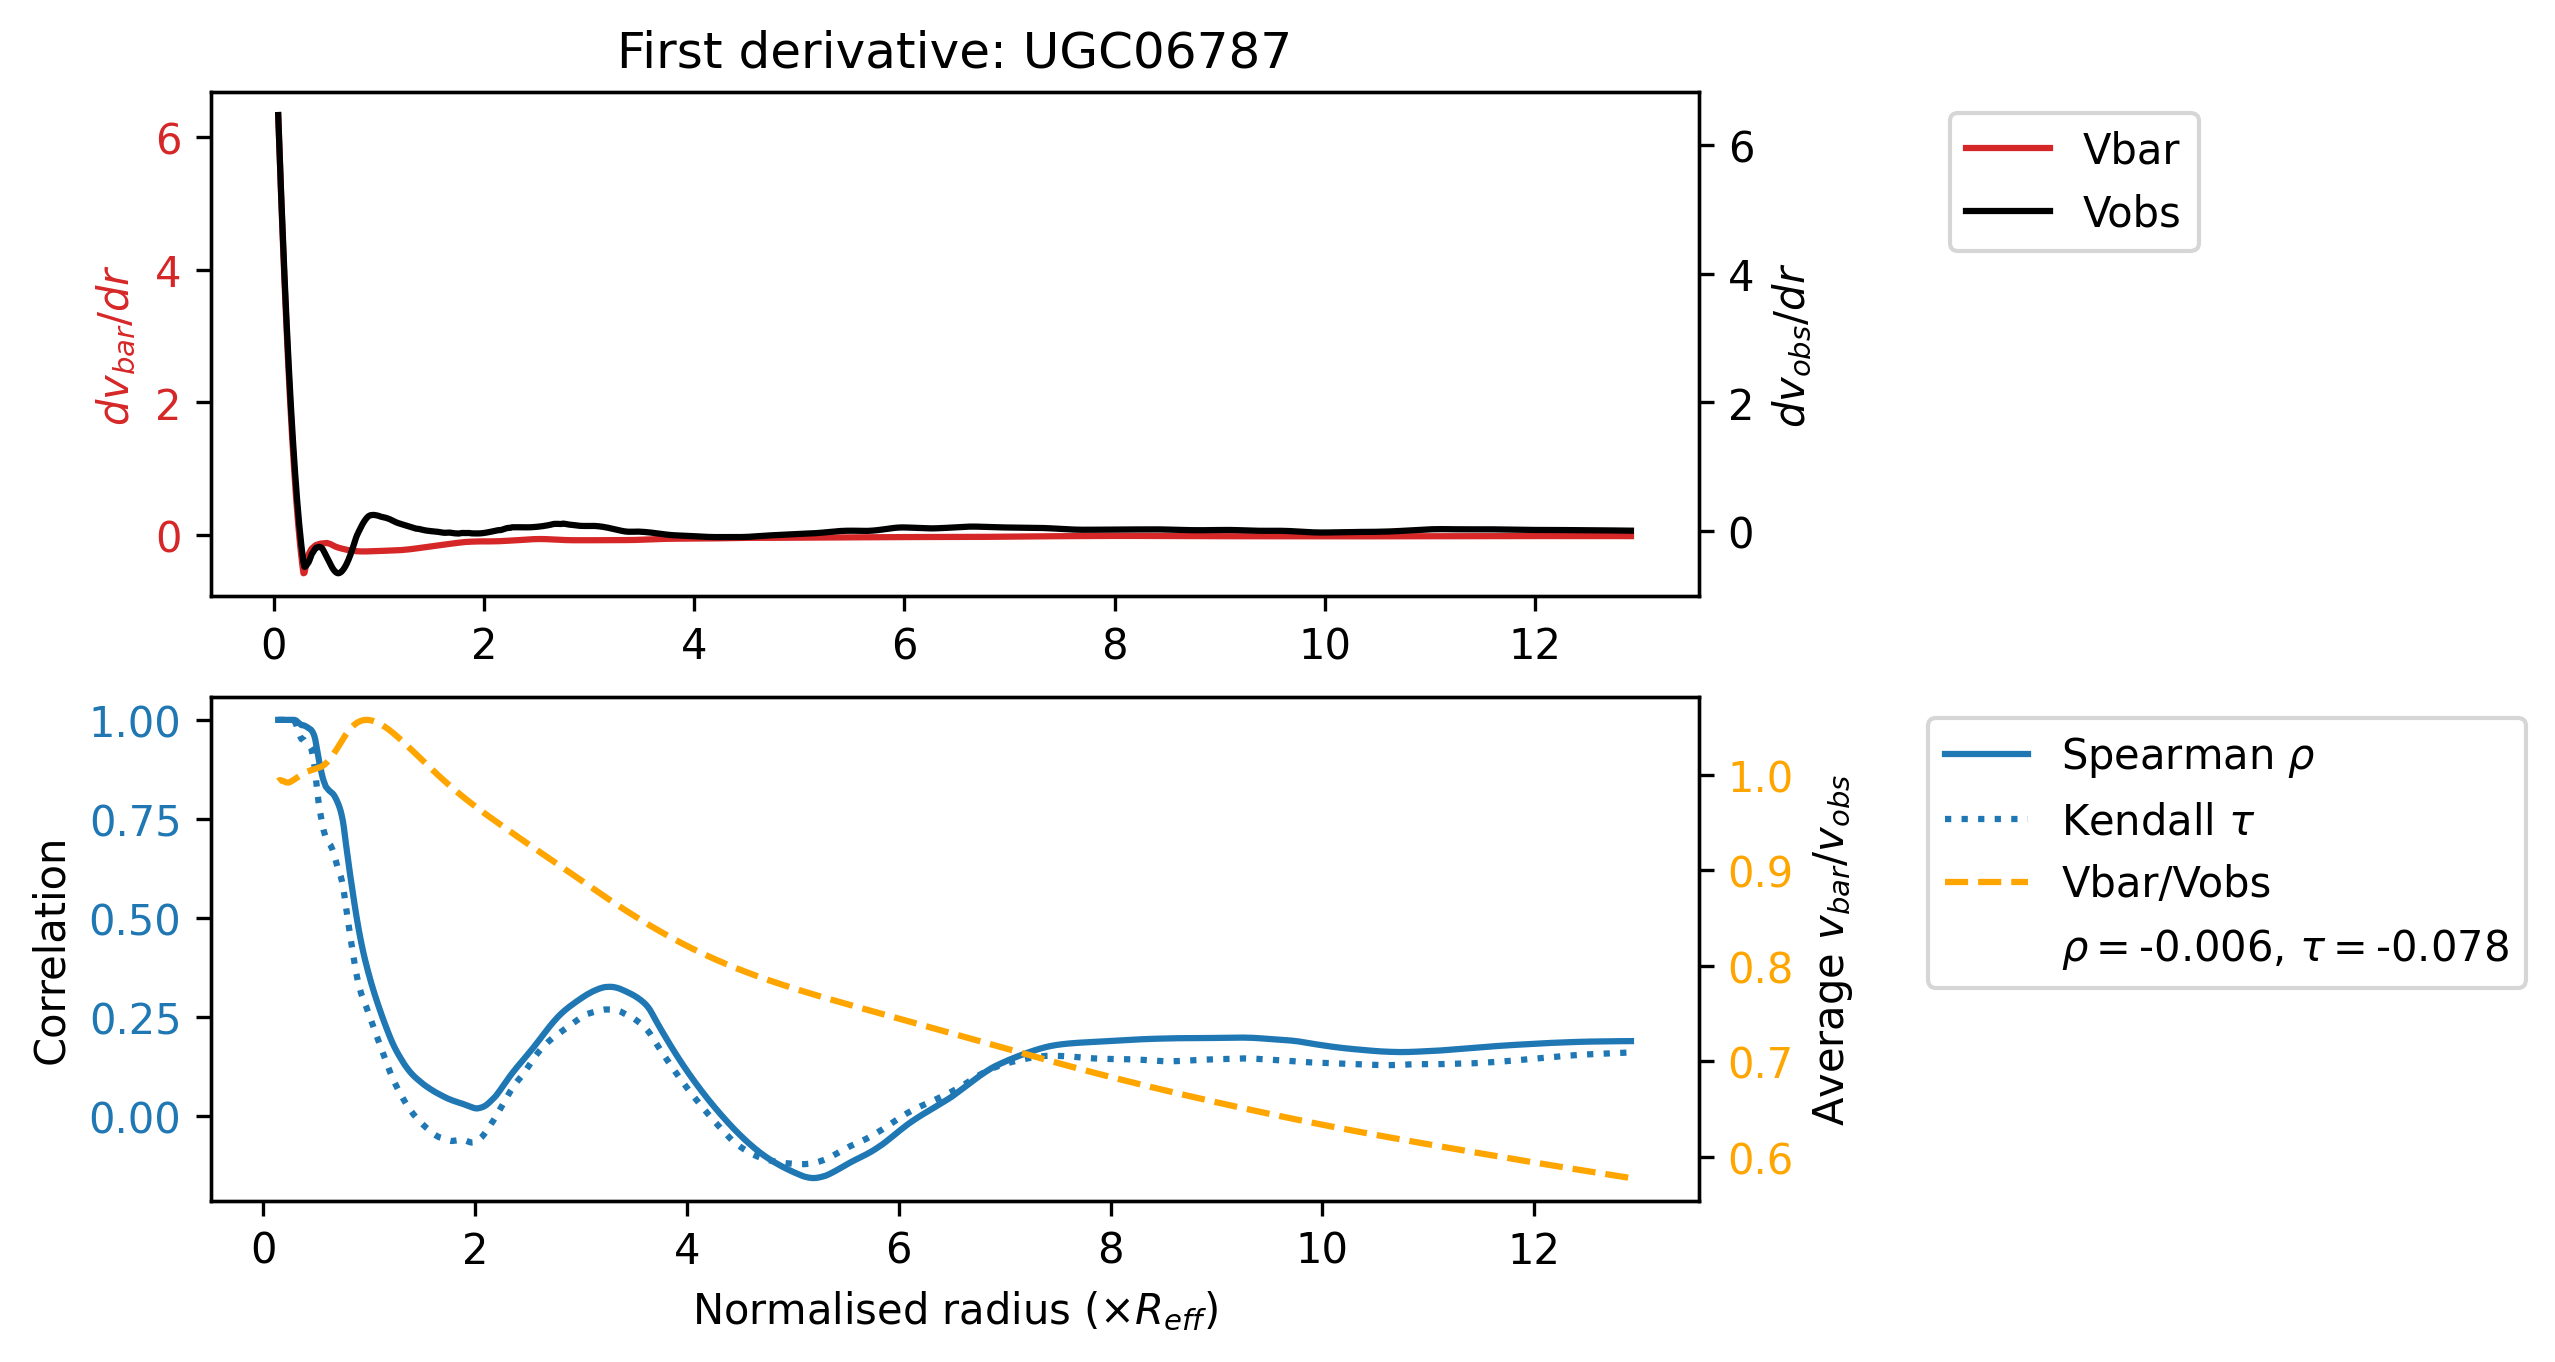 First derivative: UGC06787
6
4
2
0
dv_bar/dr
6
4
2
0
dv_obs/dr
0 2 4 6 8 10 12
Vbar
Vobs
1.00
0.75
0.50
0.25
0.00
Correlation
1.0
0.9
0.8
0.7
0.6
Average v_bar/v_obs
0 2 4 6 8 10 12
Normalised radius (×R_eff)
Spearman ρ
Kendall τ
Vbar/Vobs
ρ = -0.006, τ = -0.078